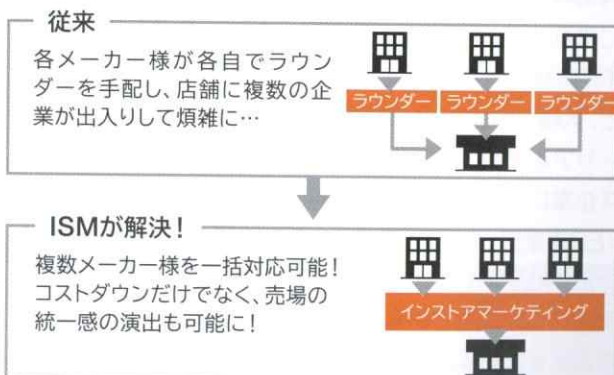 従来
各メーカー様が各自でラウン
ダーを手配し、店舗に複数の企
業が出入りして煩雑に…
ラウンダー ラウンダー ラウンダー
ISMが解決！
複数メーカー様を一括対応可能！
コストダウンだけでなく、売場の
統一感の演出も可能に！
インストアマーケティング